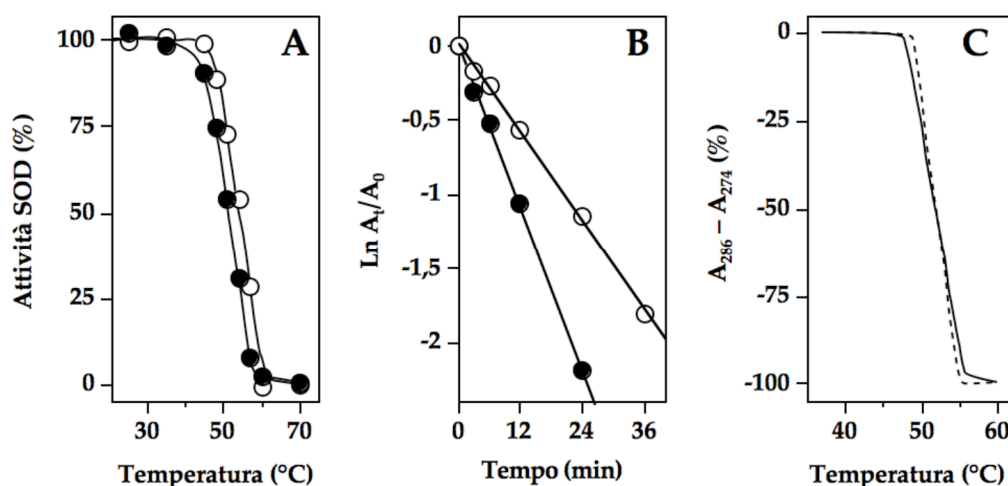 A
Attività SOD (%)
100
75
50
25
0
30
50
70
Temperatura (°C)
B
Ln Aₜ/A₀
0
-0,5
-1
-1,5
-2
0
12
24
36
Tempo (min)
C
A₂₈₆ – A₂₇₄ (%)
0
-25
-50
-75
-100
40
50
60
Temperatura (°C)